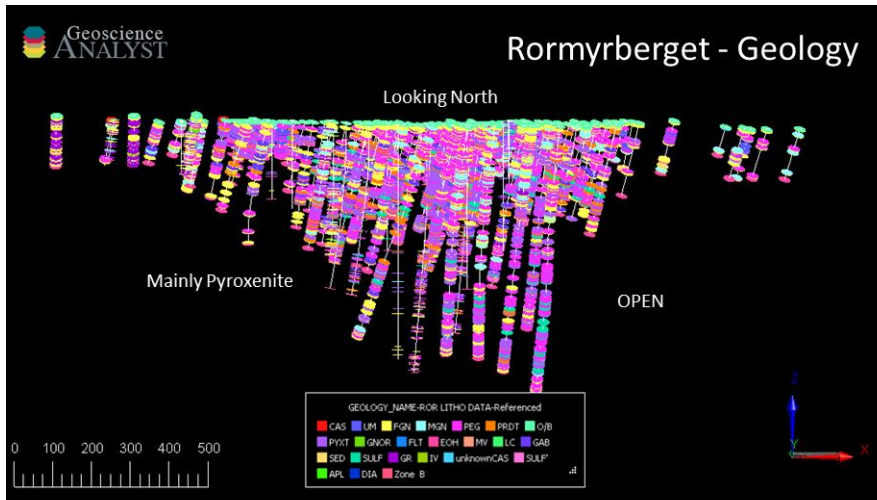 Geoscience
ANALYST
Rormyrberget - Geology
Looking North
Mainly Pyroxenite
OPEN
GEOLOGY_NAME-ROR LITHO DATA-Referenced
CAS UM FGN MGN PEG PRDT O/B
PYXT GNOR FLT EOH MV LC GAB
SED SULF GR IV unknownCAS SULF'
APL DIA Zone B
0 100 200 300 400 500
Z
Y
X